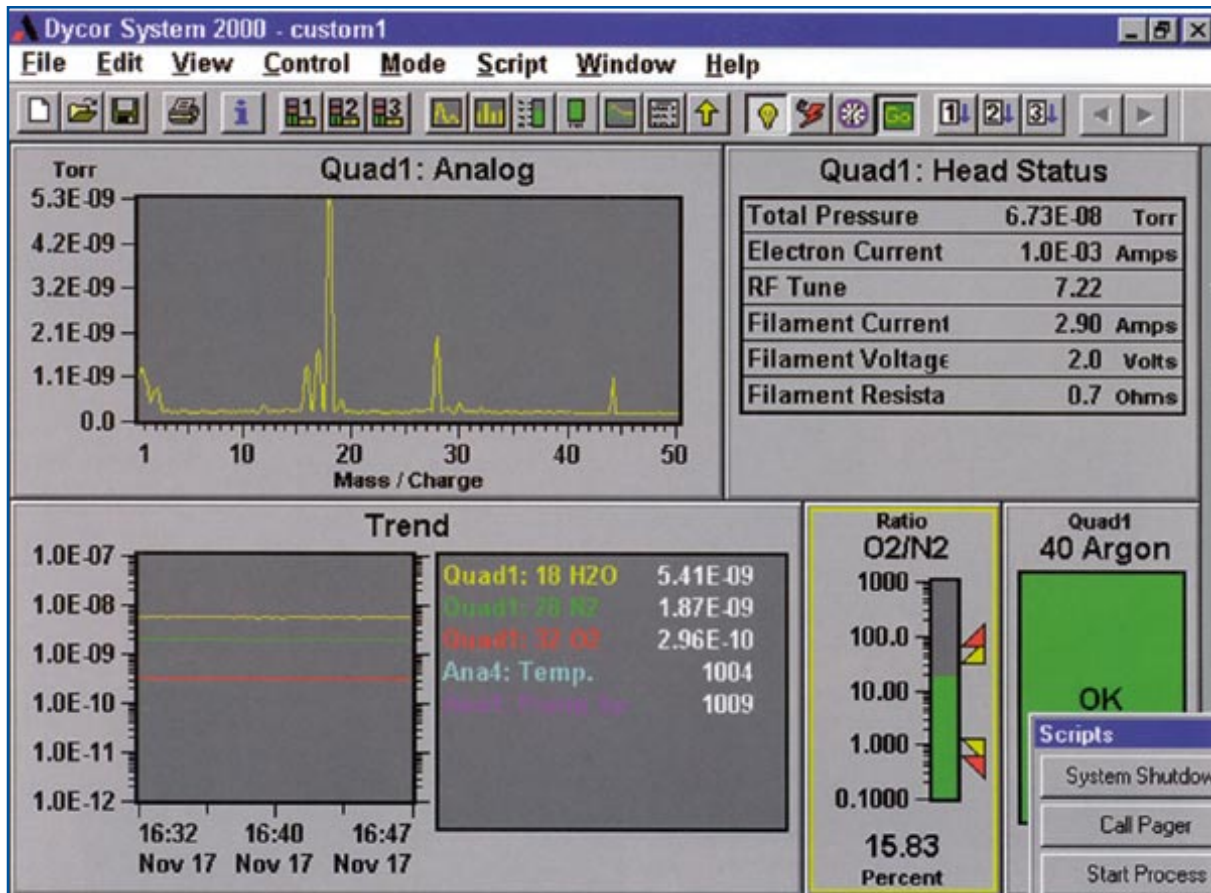 Dycor System 2000 - custom1
File Edit View Control Mode Script Window Help
1 2 3 Go 1 2 3
Quad1: Analog
Torr
5.3E-09
4.2E-09
3.2E-09
2.1E-09
1.1E-09
0.0
1 10 20 30 40 50
Mass / Charge
Quad1: Head Status
Total Pressure 6.73E-08 Torr
Electron Current 1.0E-03 Amps
RF Tune 7.22
Filament Current 2.90 Amps
Filament Voltage 2.0 Volts
Filament Resista 0.7 Ohms
Trend
1.0E-07
1.0E-08
1.0E-09
1.0E-10
1.0E-11
1.0E-12
16:32 16:40 16:47
Nov 17 Nov 17 Nov 17
Quad1: 18 H2O 5.41E-09
Quad1: 28 N2 1.87E-09
Quad1: 32 O2 2.96E-10
Ana4: Temp. 1004
1009
Ratio
O2/N2
1000
100.0
10.00
1.000
0.1000
15.83
Percent
Quad1
40 Argon
OK
Scripts
System Shutdow
Call Pager
Start Process